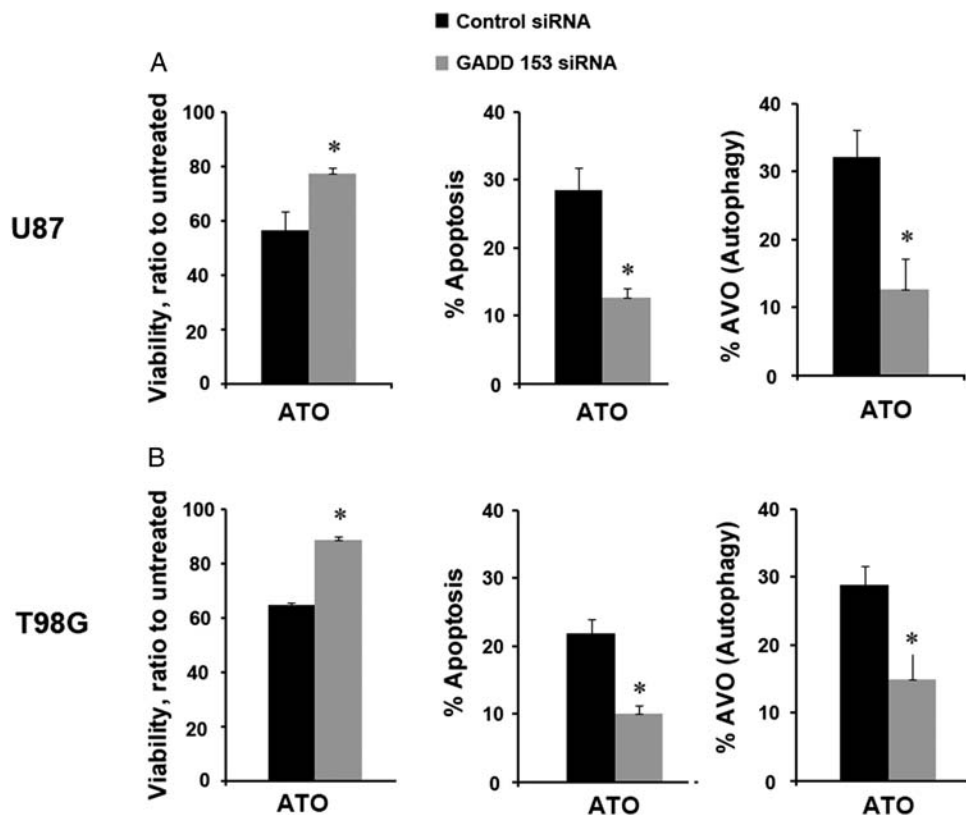 Control siRNA
GADD 153 siRNA
A
U87
Viability, ratio to untreated
100
80
60
40
20
0
*
ATO
% Apoptosis
40
30
20
10
0
*
ATO
% AVO (Autophagy)
40
30
20
10
0
*
ATO
B
T98G
Viability, ratio to untreated
100
80
60
40
20
0
*
ATO
% Apoptosis
40
30
20
10
0
*
ATO
% AVO (Autophagy)
40
30
20
10
0
*
ATO